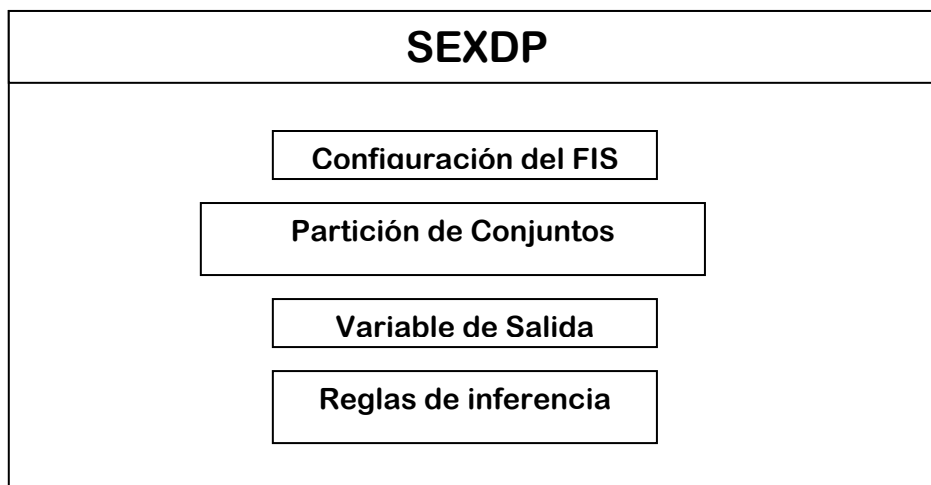 SEXDP
Configuración del FIS
Partición de Conjuntos
Variable de Salida
Reglas de inferencia